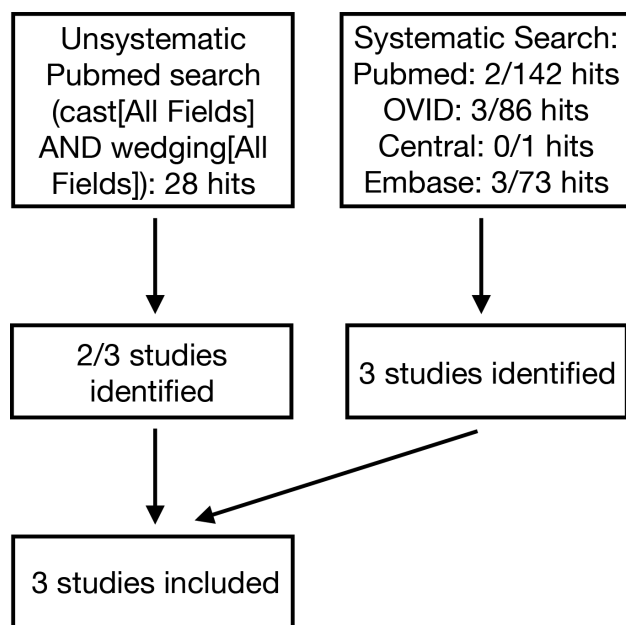 Unsystematic
Pubmed search
(cast[All Fields]
AND wedging[All
Fields]): 28 hits
Systematic Search:
Pubmed: 2/142 hits
OVID: 3/86 hits
Central: 0/1 hits
Embase: 3/73 hits
2/3 studies
identified
3 studies identified
3 studies included